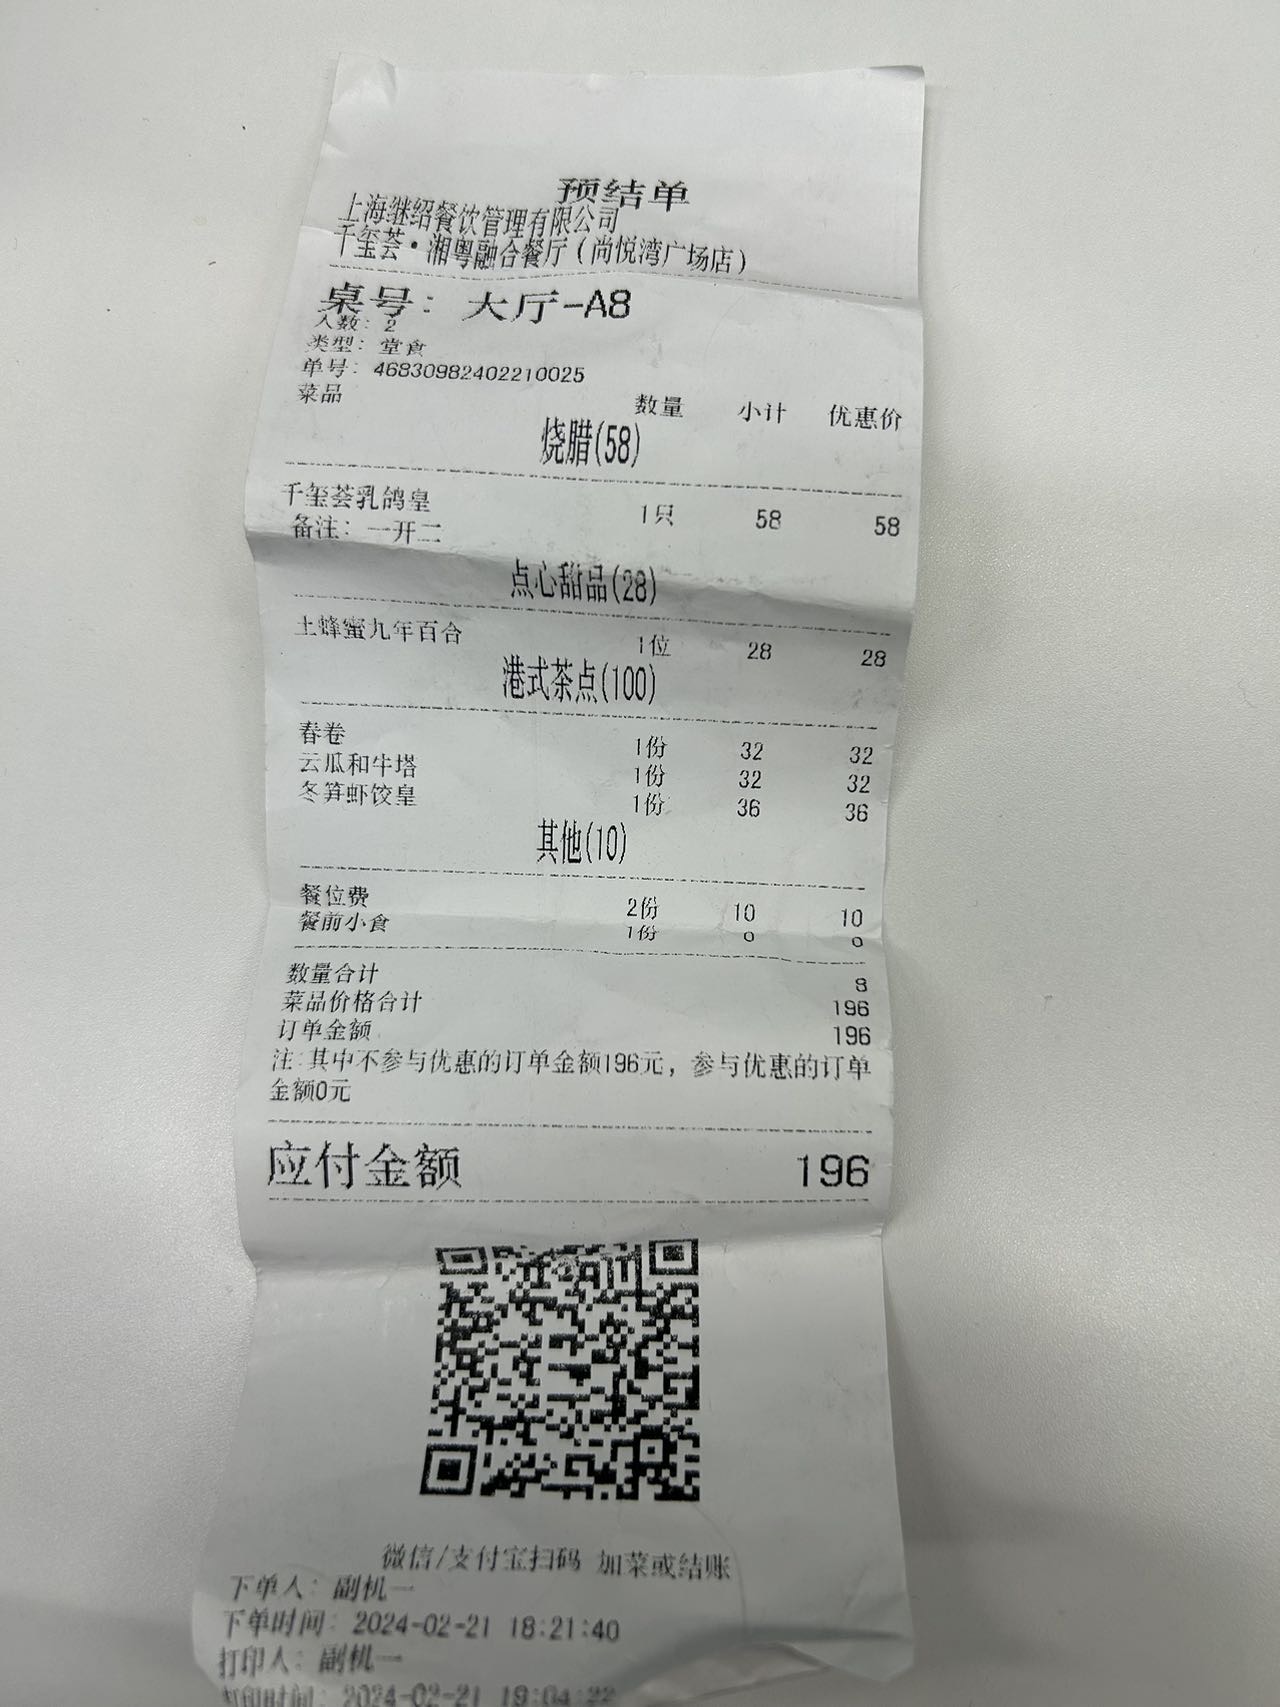 预结单
上海继绍餐饮管理有限公司
千玺荟·湘粤融合餐厅(尚悦湾广场店)
桌号: 大厅-A8
人数: 2
类型: 堂食
单号: 46830982402210025
菜品 数量 小计 优惠价
烧腊(58)
千玺荟乳鸽皇 1只 58 58
备注: 一开二
点心甜品(28)
土蜂蜜九年百合 1位 28 28
港式茶点(100)
春卷 1份 32 32
云瓜和牛塔 1份 32 32
冬笋虾饺皇 1份 36 36
其他(10)
餐位费 2份 10 10
餐前小食 1份 0 0
数量合计 8
菜品价格合计 196
订单金额 196
注:其中不参与优惠的订单金额196元, 参与优惠的订单
金额0元
应付金额 196
微信/支付宝扫码 加菜或结账
下单人: 副机一
下单时间: 2024-02-21 18:21:40
打印人: 副机一
打印时间: 2024-02-21 19:04:22